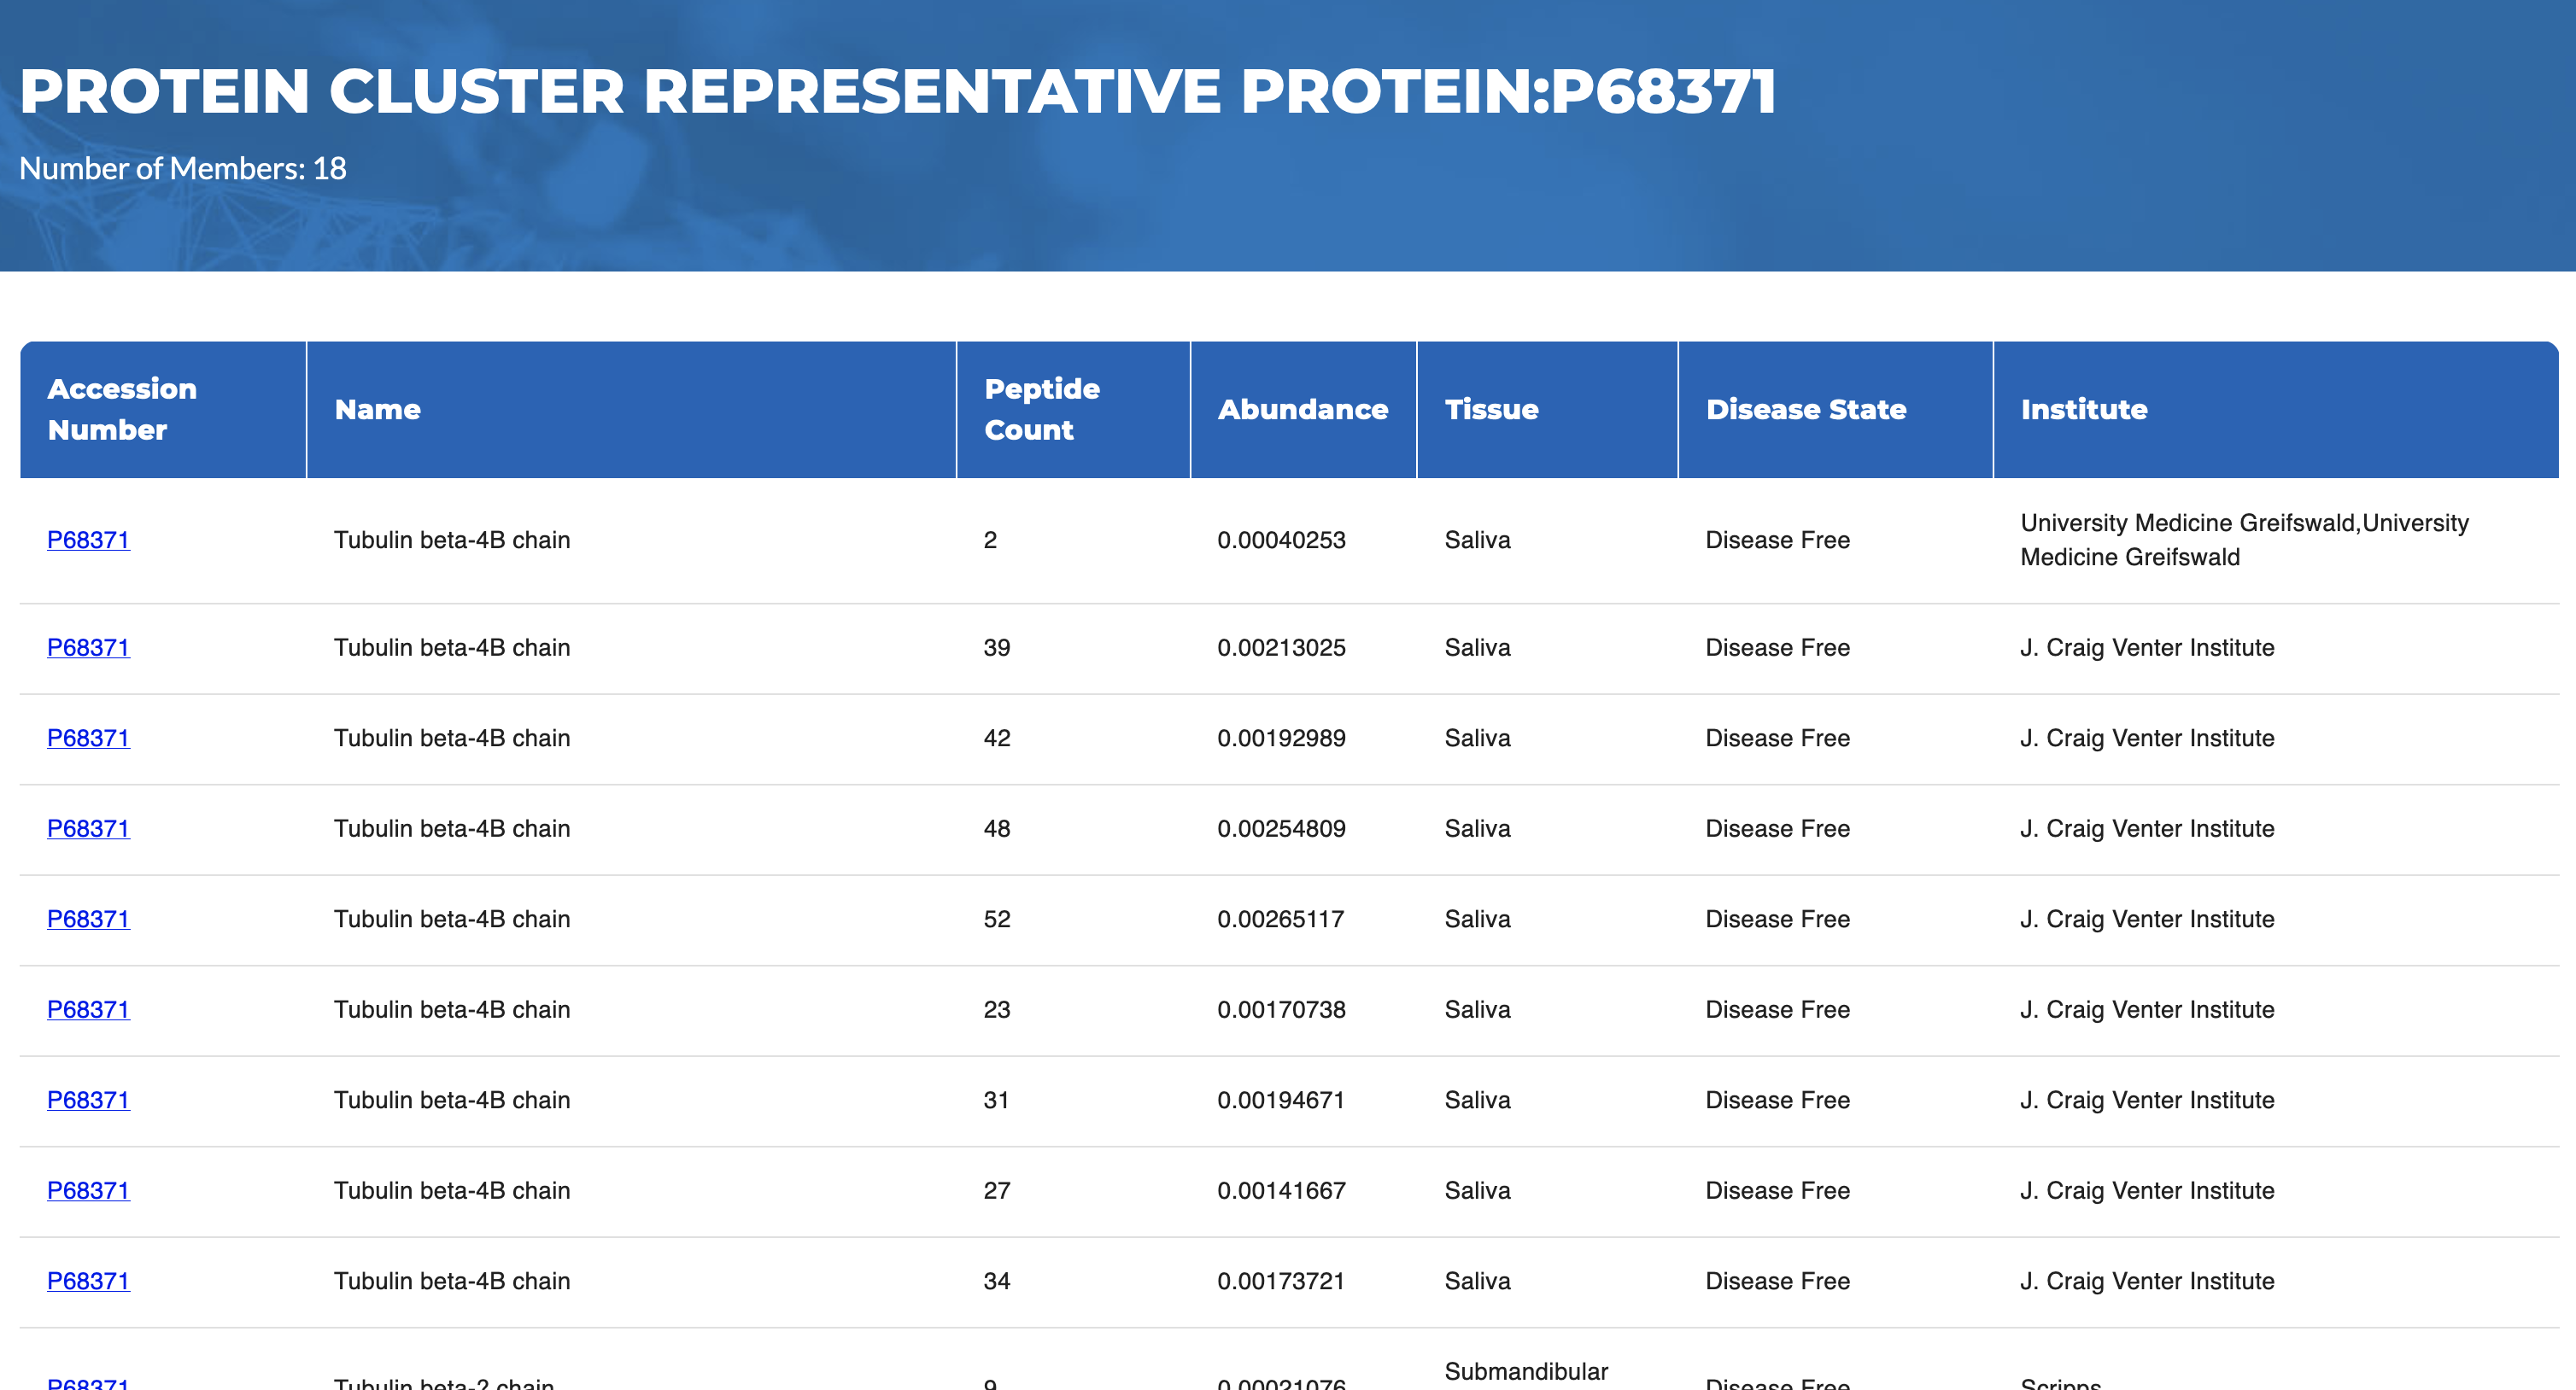 PROTEIN CLUSTER REPRESENTATIVE PROTEIN:P68371
Number of Members: 18
Accession Number Name Peptide Count Abundance Tissue Disease State Institute
P68371 Tubulin beta-4B chain 2 0.00040253 Saliva Disease Free University Medicine Greifswald,University Medicine Greifswald
P68371 Tubulin beta-4B chain 39 0.00213025 Saliva Disease Free J. Craig Venter Institute
P68371 Tubulin beta-4B chain 42 0.00192989 Saliva Disease Free J. Craig Venter Institute
P68371 Tubulin beta-4B chain 48 0.00254809 Saliva Disease Free J. Craig Venter Institute
P68371 Tubulin beta-4B chain 52 0.00265117 Saliva Disease Free J. Craig Venter Institute
P68371 Tubulin beta-4B chain 23 0.00170738 Saliva Disease Free J. Craig Venter Institute
P68371 Tubulin beta-4B chain 31 0.00194671 Saliva Disease Free J. Craig Venter Institute
P68371 Tubulin beta-4B chain 27 0.00141667 Saliva Disease Free J. Craig Venter Institute
P68371 Tubulin beta-4B chain 34 0.00173721 Saliva Disease Free J. Craig Venter Institute
P68371 Tubulin beta-2 chain 9 0.00021076 Submandibular Disease Free Scripps